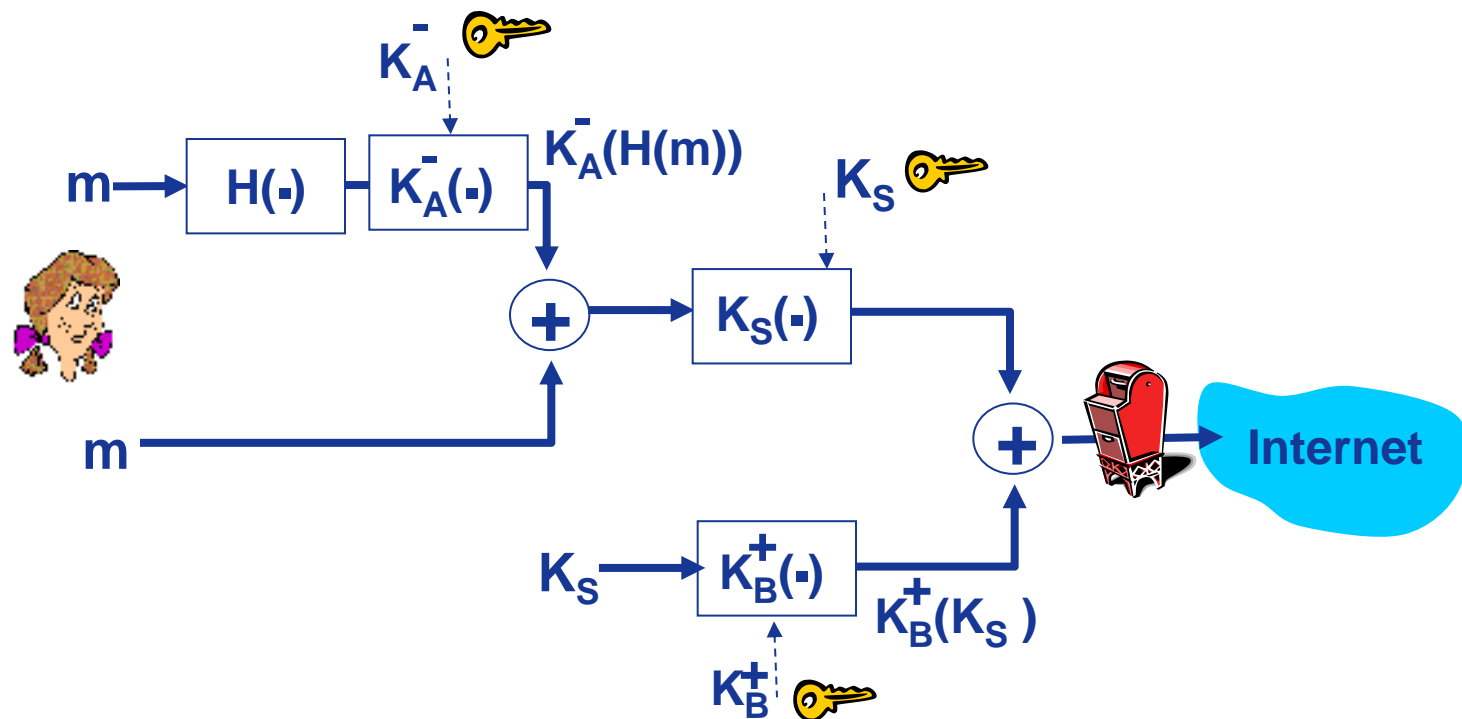 K_A^-
m
H(▪)
K_A^-(▪)
K_A^-(H(m))
K_S
+
K_S(▪)
m
+
Internet
K_S
K_B^+(▪)
K_B^+(K_S )
K_B^+